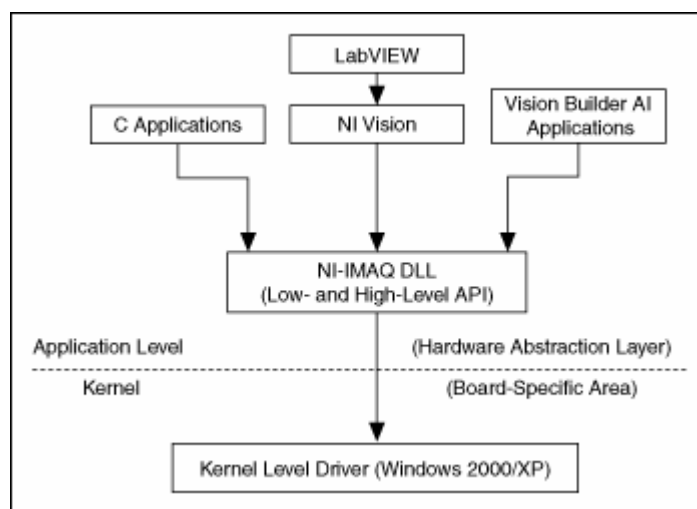 LabVIEW
C Applications
NI Vision
Vision Builder AI
Applications
NI-IMAQ DLL
(Low- and High-Level API)
Application Level
(Hardware Abstraction Layer)
Kernel
(Board-Specific Area)
Kernel Level Driver (Windows 2000/XP)